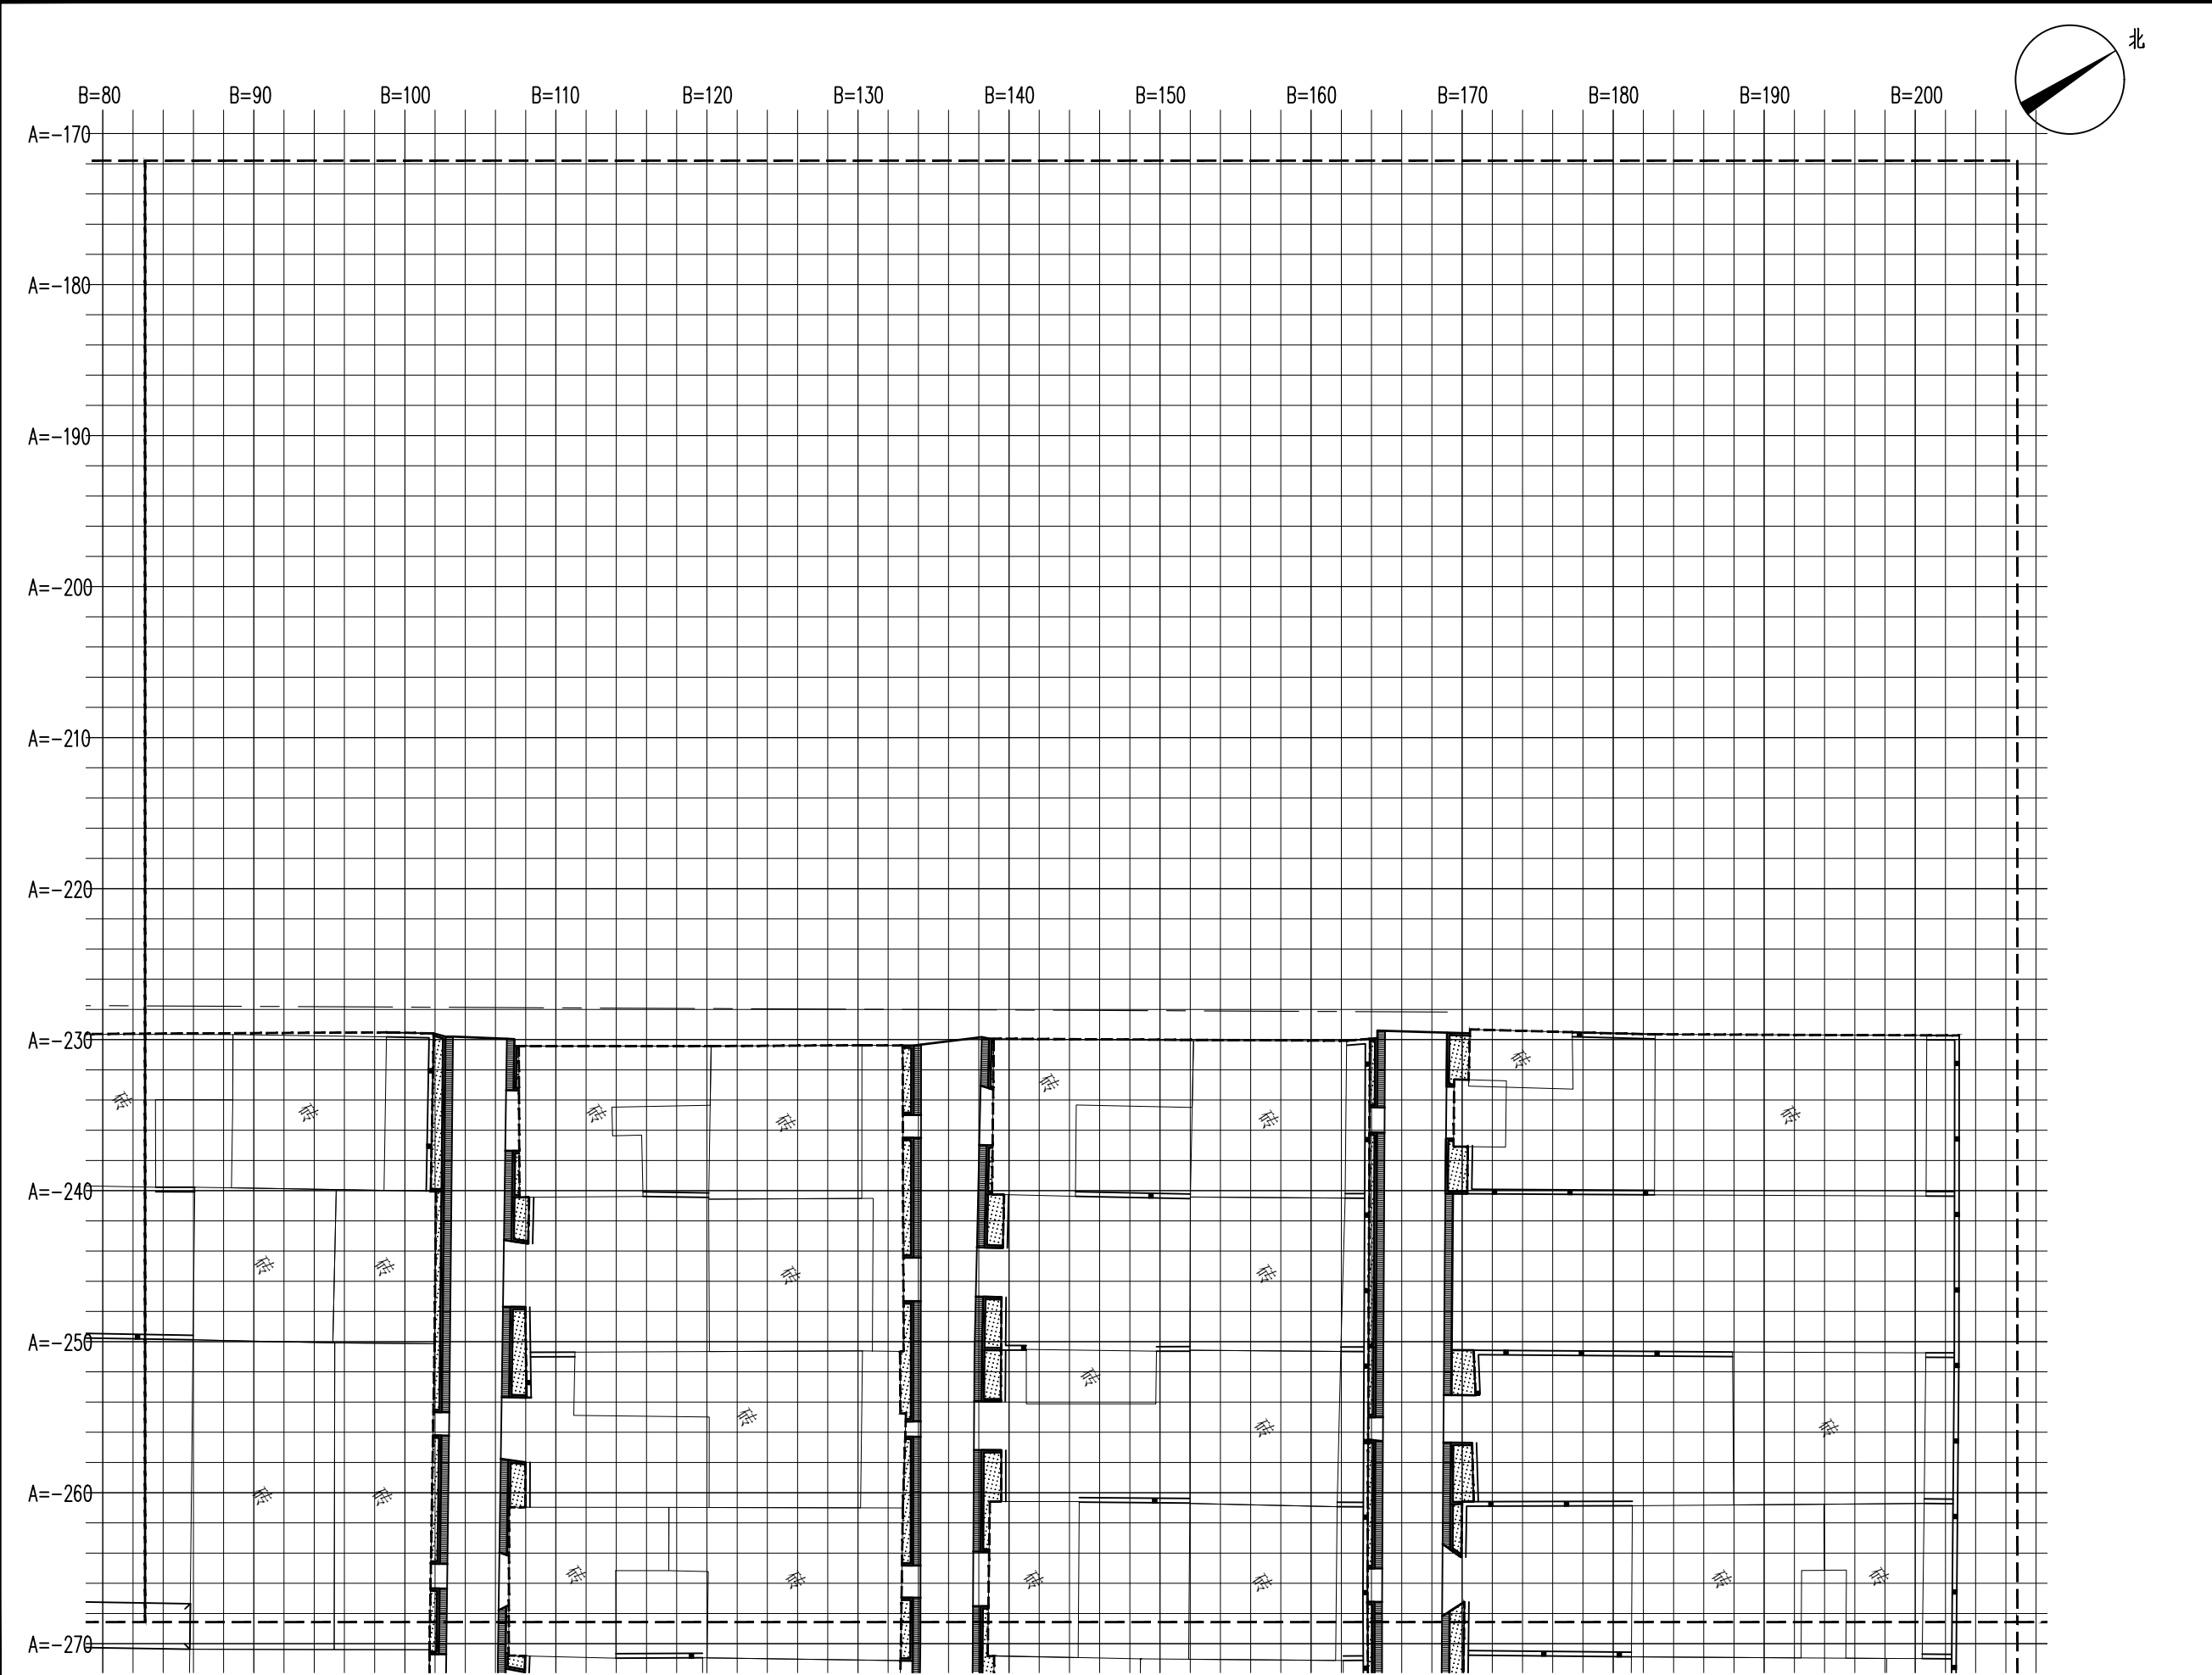 北
B=80 B=90 B=100 B=110 B=120 B=130 B=140 B=150 B=160 B=170 B=180 B=190 B=200
A=-170
A=-180
A=-190
A=-200
A=-210
A=-220
A=-230
砖
砖 砖 砖 砖 砖 砖 砖 砖
A=-240
砖 砖 砖 砖
A=-250
砖
砖 砖 砖
A=-260
砖 砖
砖 砖 砖 砖 砖 砖
A=-270